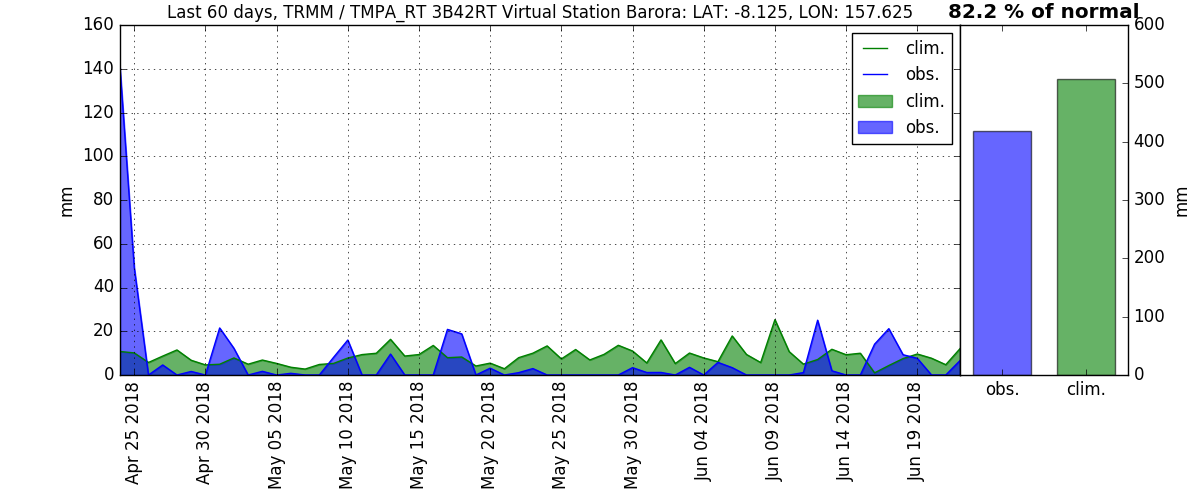 Last 60 days, TRMM / TMPA_RT 3B42RT Virtual Station Barora: LAT: -8.125, LON: 157.625
82.2 % of normal
160
140
120
100
80
60
40
20
0
mm
clim.
obs.
clim.
obs.
600
500
400
300
200
100
0
mm
Apr 25 2018
Apr 30 2018
May 05 2018
May 10 2018
May 15 2018
May 20 2018
May 25 2018
May 30 2018
Jun 04 2018
Jun 09 2018
Jun 14 2018
Jun 19 2018
obs.
clim.